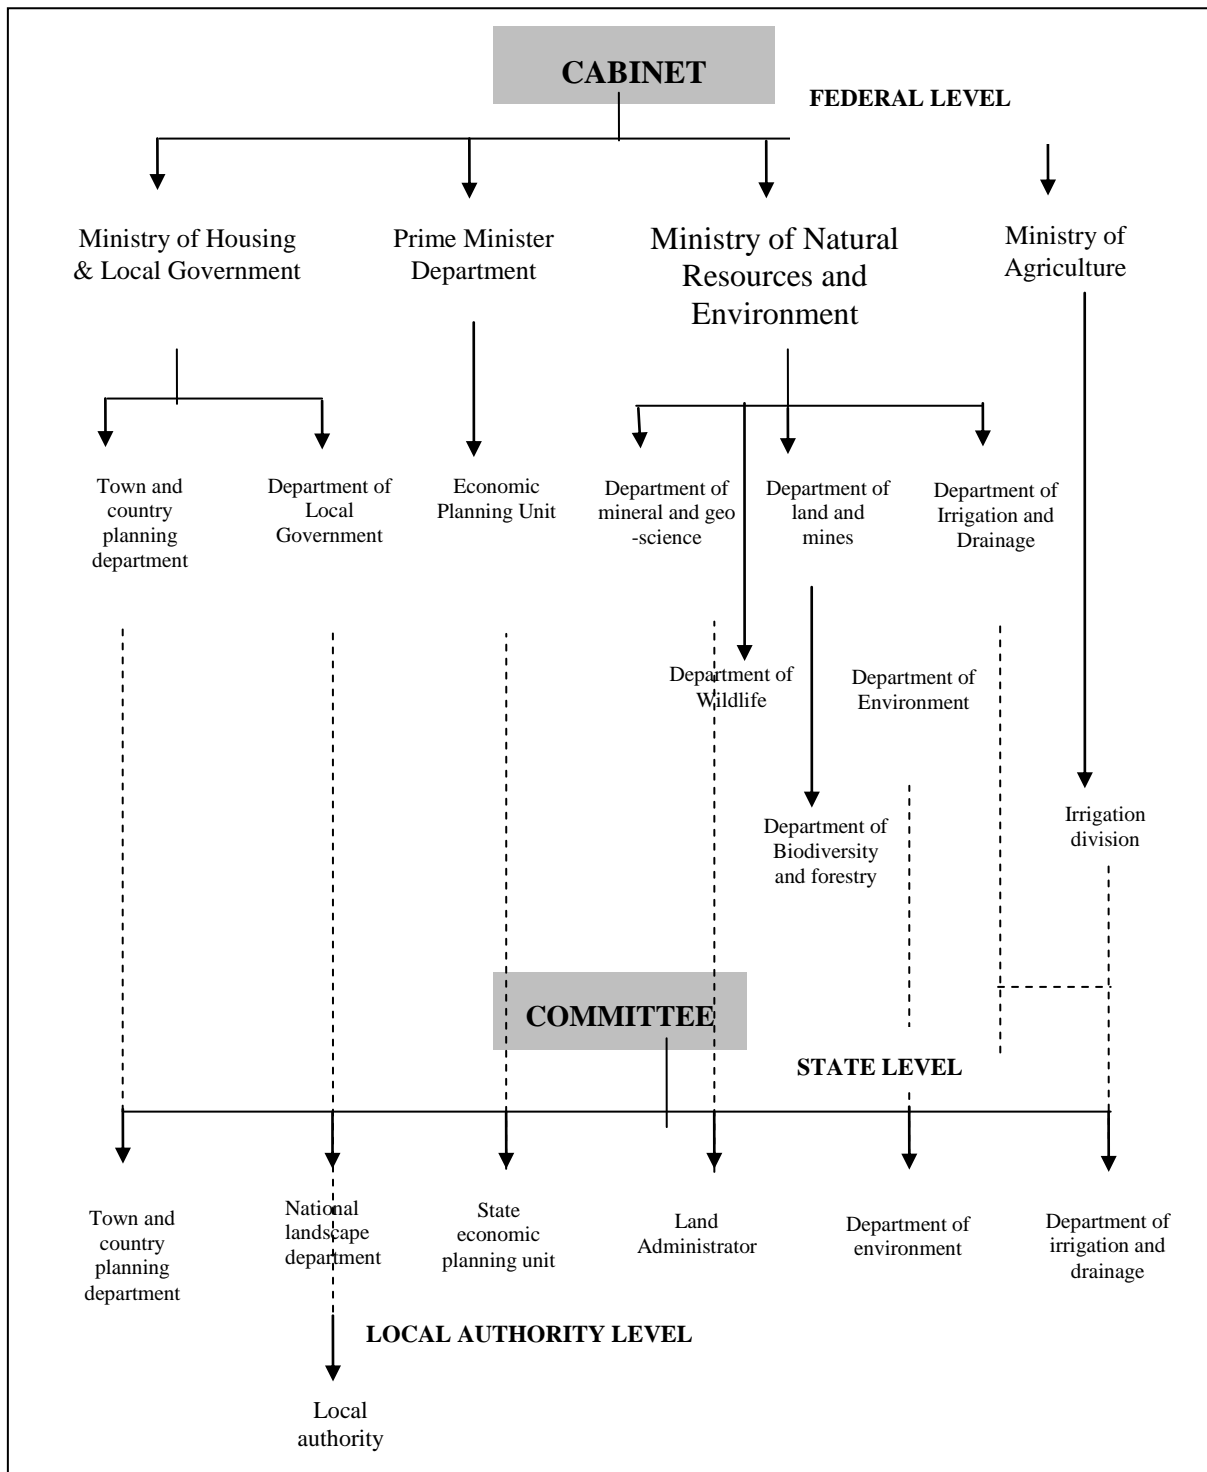 CABINET
FEDERAL LEVEL
Ministry of Housing
& Local Government
Prime Minister
Department
Ministry of Natural
Resources and
Environment
Ministry of
Agriculture
Town and
country
planning
department
Department of
Local
Government
Economic
Planning Unit
Department of
mineral and geo
-science
Department of
land and
mines
Department of
Irrigation and
Drainage
Department of
Wildlife
Department of
Environment
Department of
Biodiversity
and forestry
Irrigation
division
COMMITTEE
STATE LEVEL
Town and
country
planning
department
National
landscape
department
State
economic
planning unit
Land
Administrator
Department of
environment
Department of
irrigation and
drainage
LOCAL AUTHORITY LEVEL
Local
authority